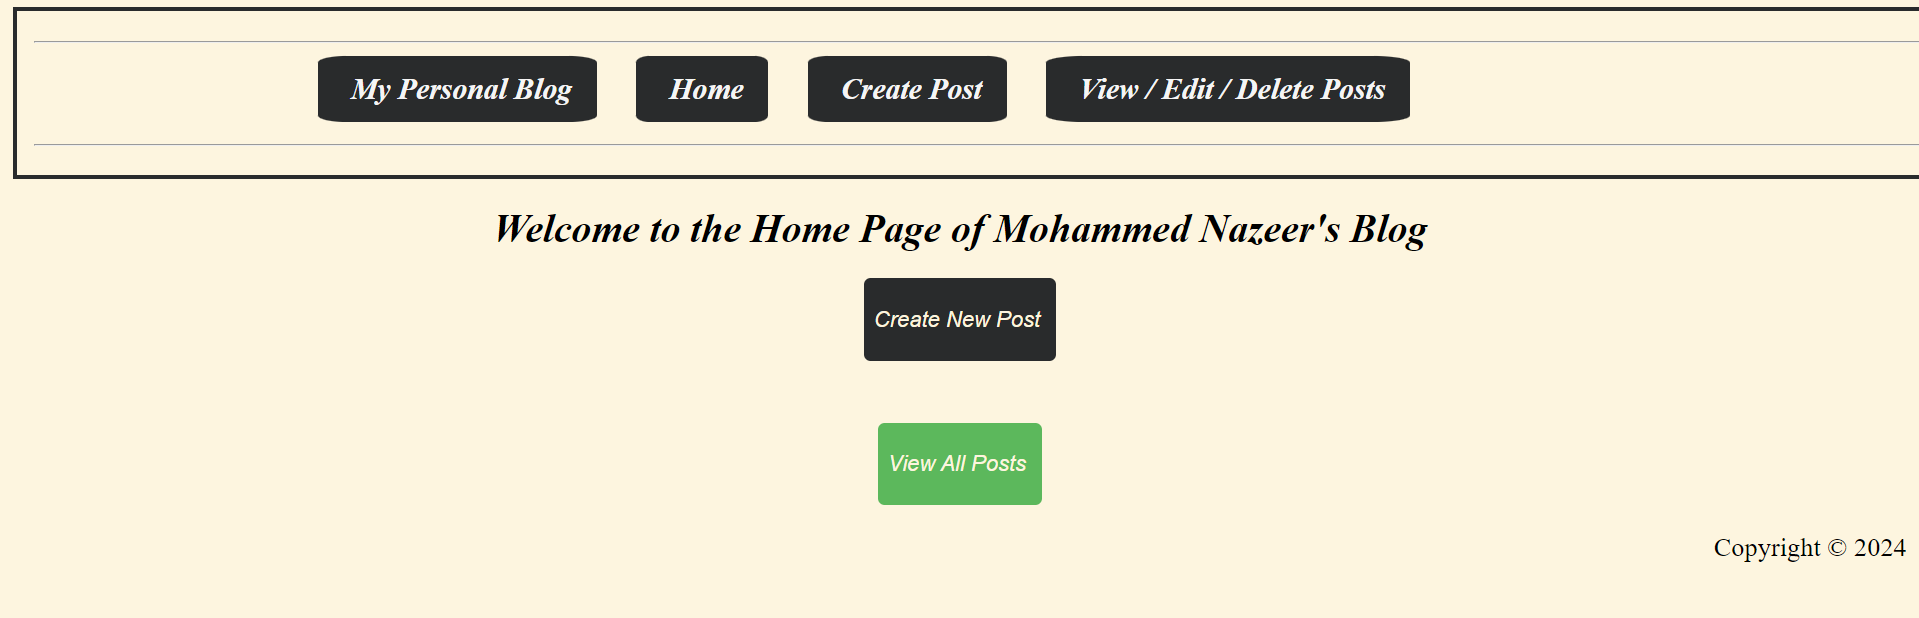 My Personal Blog Home Create Post View / Edit / Delete Posts
Welcome to the Home Page of Mohammed Nazeer's Blog
Create New Post
View All Posts
Copyright © 2024